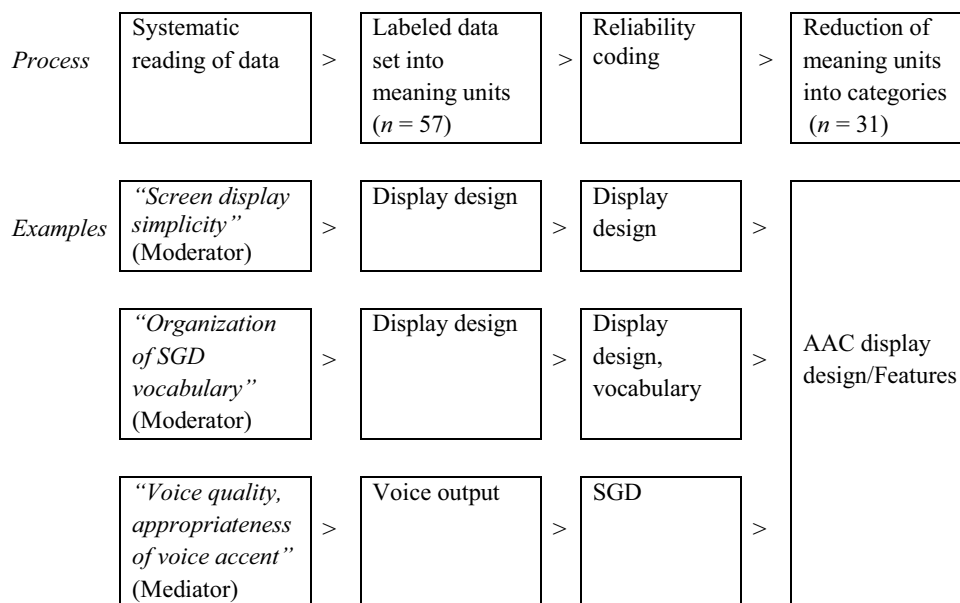 Process
Systematic
reading of data
>
Labeled data
set into
meaning units
(n = 57)
>
Reliability
coding
>
Reduction of
meaning units
into categories
(n = 31)
Examples
“Screen display
simplicity”
(Moderator)
>
Display design
>
Display
design
>
“Organization
of SGD
vocabulary”
(Moderator)
>
Display design
>
Display
design,
vocabulary
>
AAC display
design/Features
“Voice quality,
appropriateness
of voice accent”
(Mediator)
>
Voice output
>
SGD
>